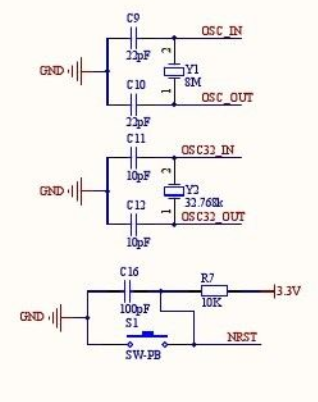 C9
OSC_IN
22pF
2
GND
Y1
8M
C10
1
OSC_OUT
22pF
C11
OSC32_IN
10pF
2
GND
Y2
32.768k
C12
1
OSC32_OUT
10pF
C16
R7
3.3V
100pF
10K
GND
S1
NRST
SW-PB